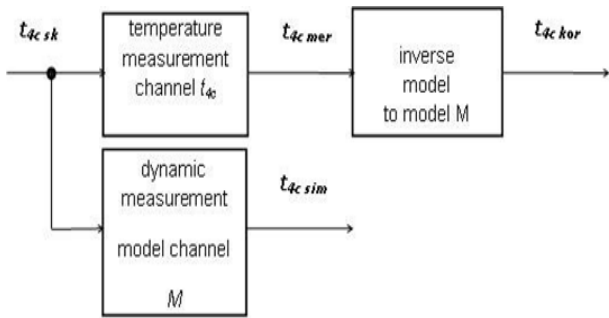 t4c sk
temperature
measurement
channel t4c
t4c mer
inverse
model
to model M
t4c kor
dynamic
measurement
model channel
M
t4c sim